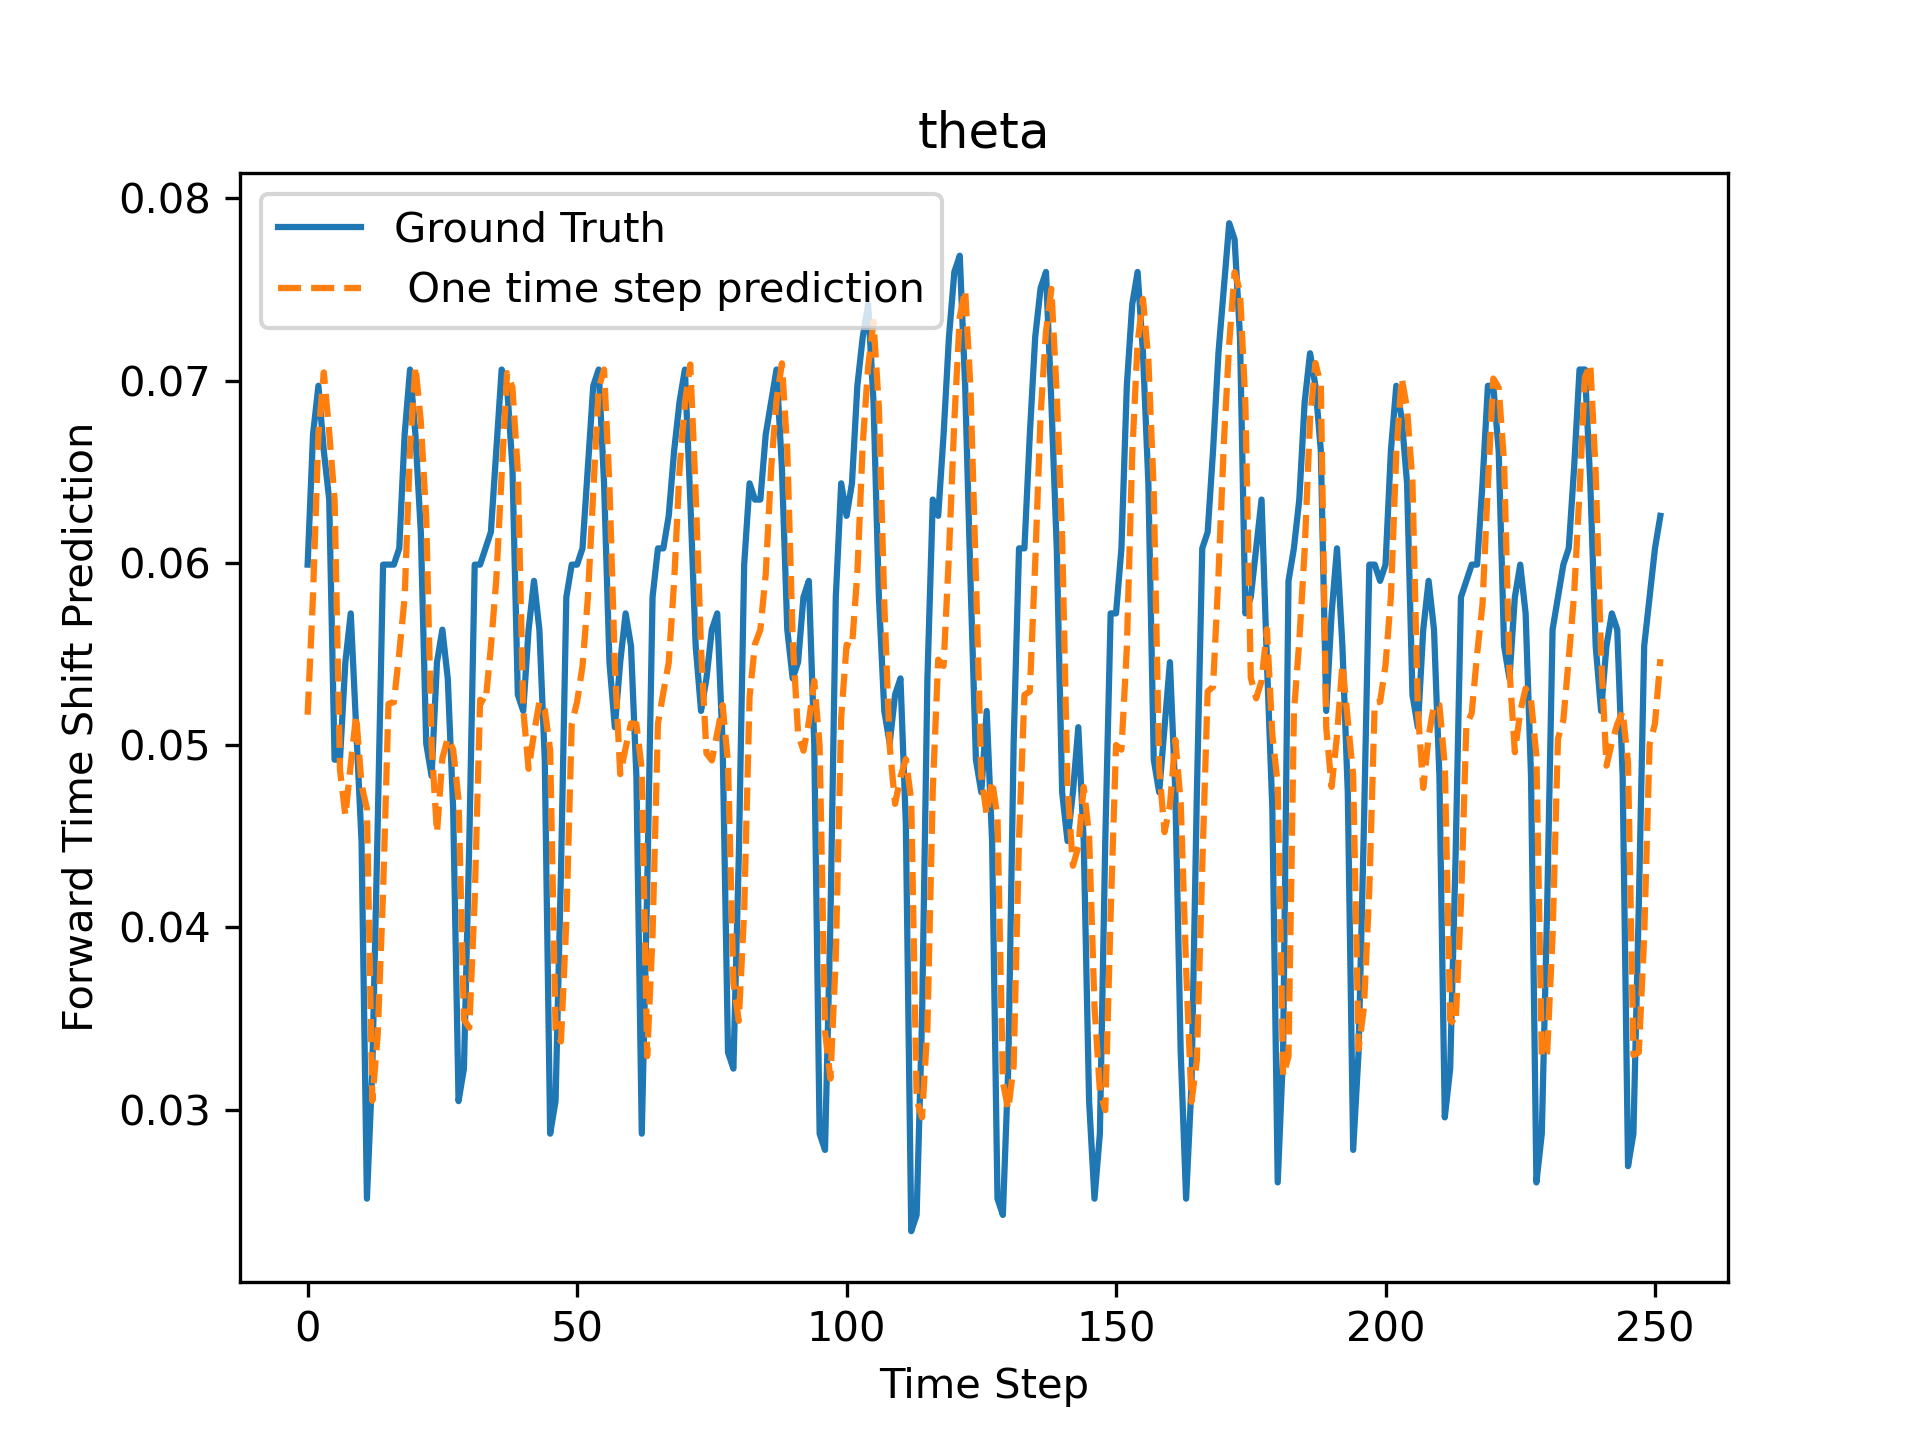 theta
Ground Truth
One time step prediction
Forward Time Shift Prediction
0.08
0.07
0.06
0.05
0.04
0.03
0 50 100 150 200 250
Time Step